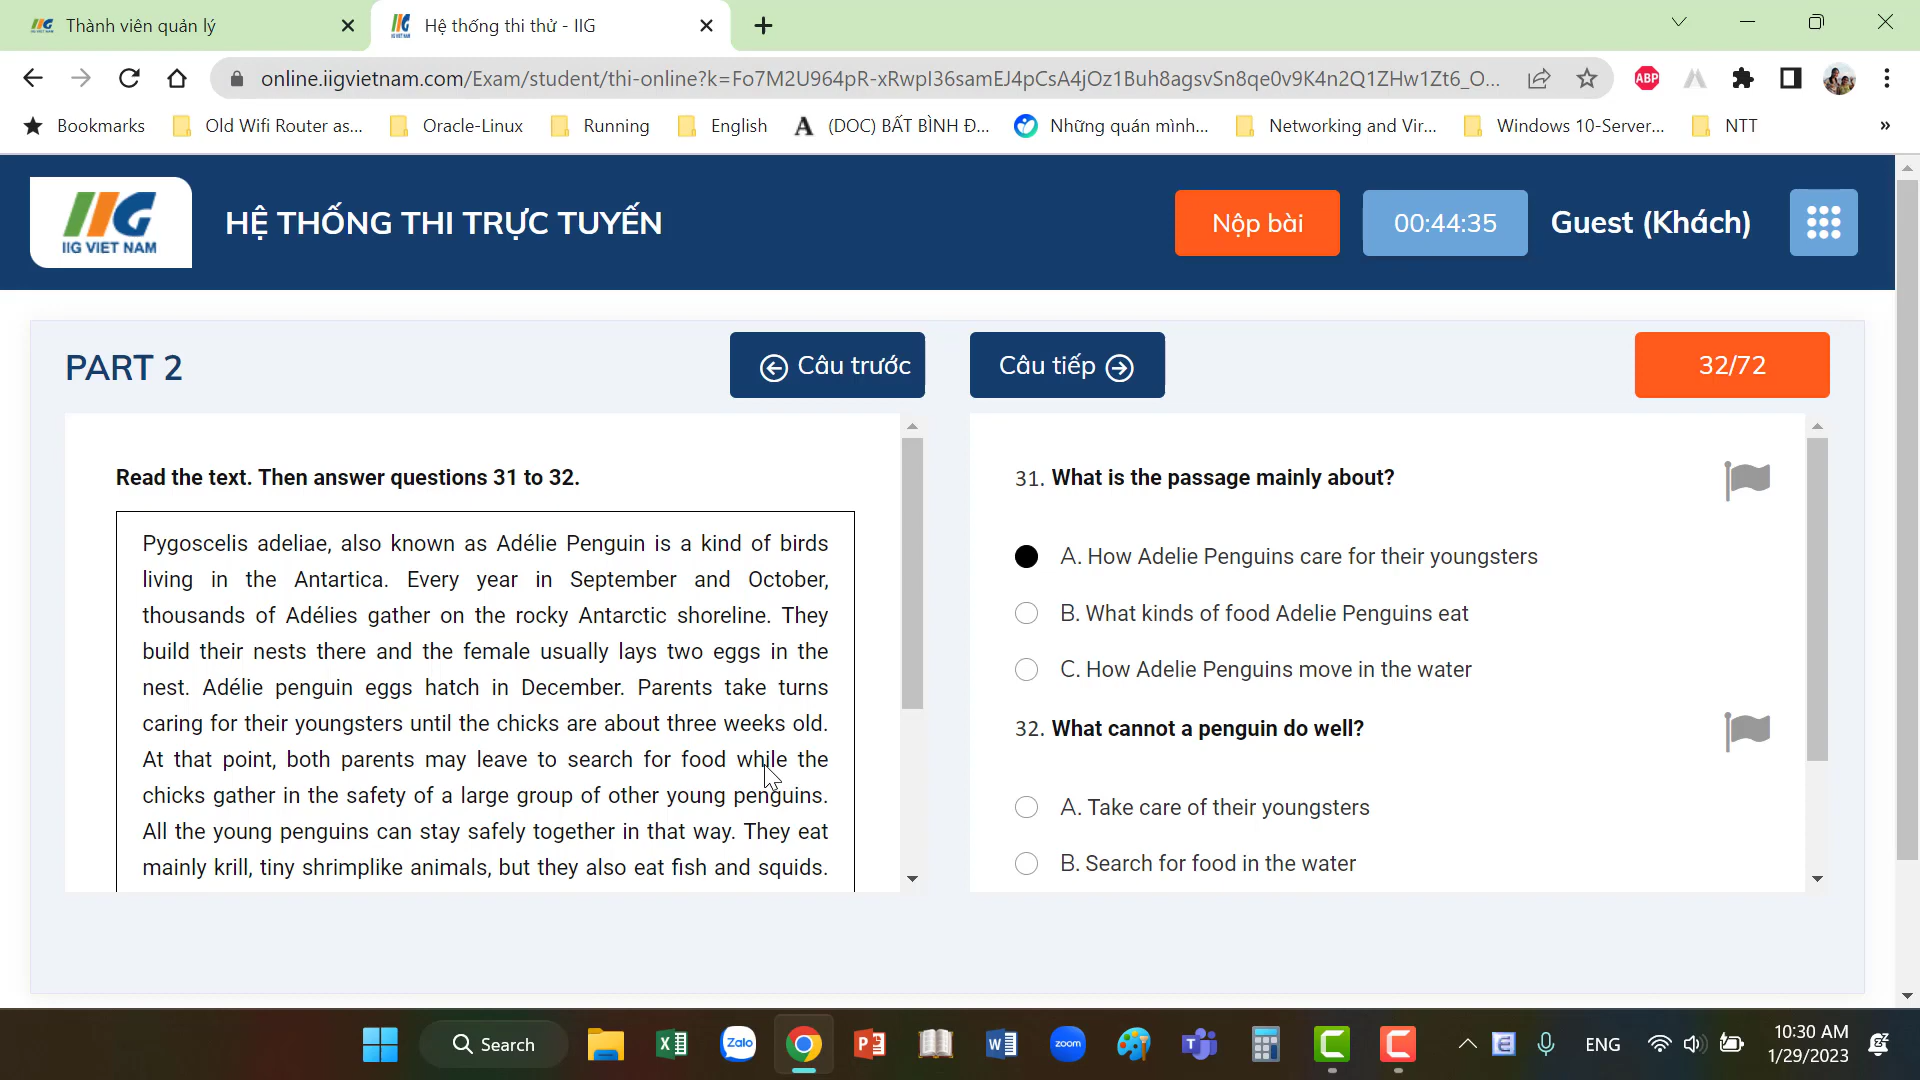 Thành viên quản lý
Hệ thống thi thử - IIG
online.iigvietnam.com/Exam/student/thi-online?k=Fo7M2U964pR-xRwpI36samEJ4pCsA4jOz1Buh8agsvSn8qe0v9K4n2Q1ZHw1Zt6_O...
ABP
Bookmarks
Old Wifi Router as...
Oracle-Linux
Running
English
(DOC) BẤT BÌNH Đ...
Những quán mình...
Networking and Vir...
Windows 10-Server...
NTT
»
IIG VIET NAM
HỆ THỐNG THI TRỰC TUYẾN
Nộp bài
00:44:35
Guest (Khách)
PART 2
Câu trước
Câu tiếp
32/72
Read the text. Then answer questions 31 to 32.
Pygoscelis adeliae, also known as Adélie Penguin is a kind of birds
living in the Antartica. Every year in September and October,
thousands of Adélies gather on the rocky Antarctic shoreline. They
build their nests there and the female usually lays two eggs in the
nest. Adélie penguin eggs hatch in December. Parents take turns
caring for their youngsters until the chicks are about three weeks old.
At that point, both parents may leave to search for food while the
chicks gather in the safety of a large group of other young penguins.
All the young penguins can stay safely together in that way. They eat
mainly krill, tiny shrimplike animals, but they also eat fish and squids.
31. What is the passage mainly about?
A. How Adelie Penguins care for their youngsters
B. What kinds of food Adelie Penguins eat
C. How Adelie Penguins move in the water
32. What cannot a penguin do well?
A. Take care of their youngsters
B. Search for food in the water
Search
Zalo
zoom
ENG
10:30 AM
1/29/2023